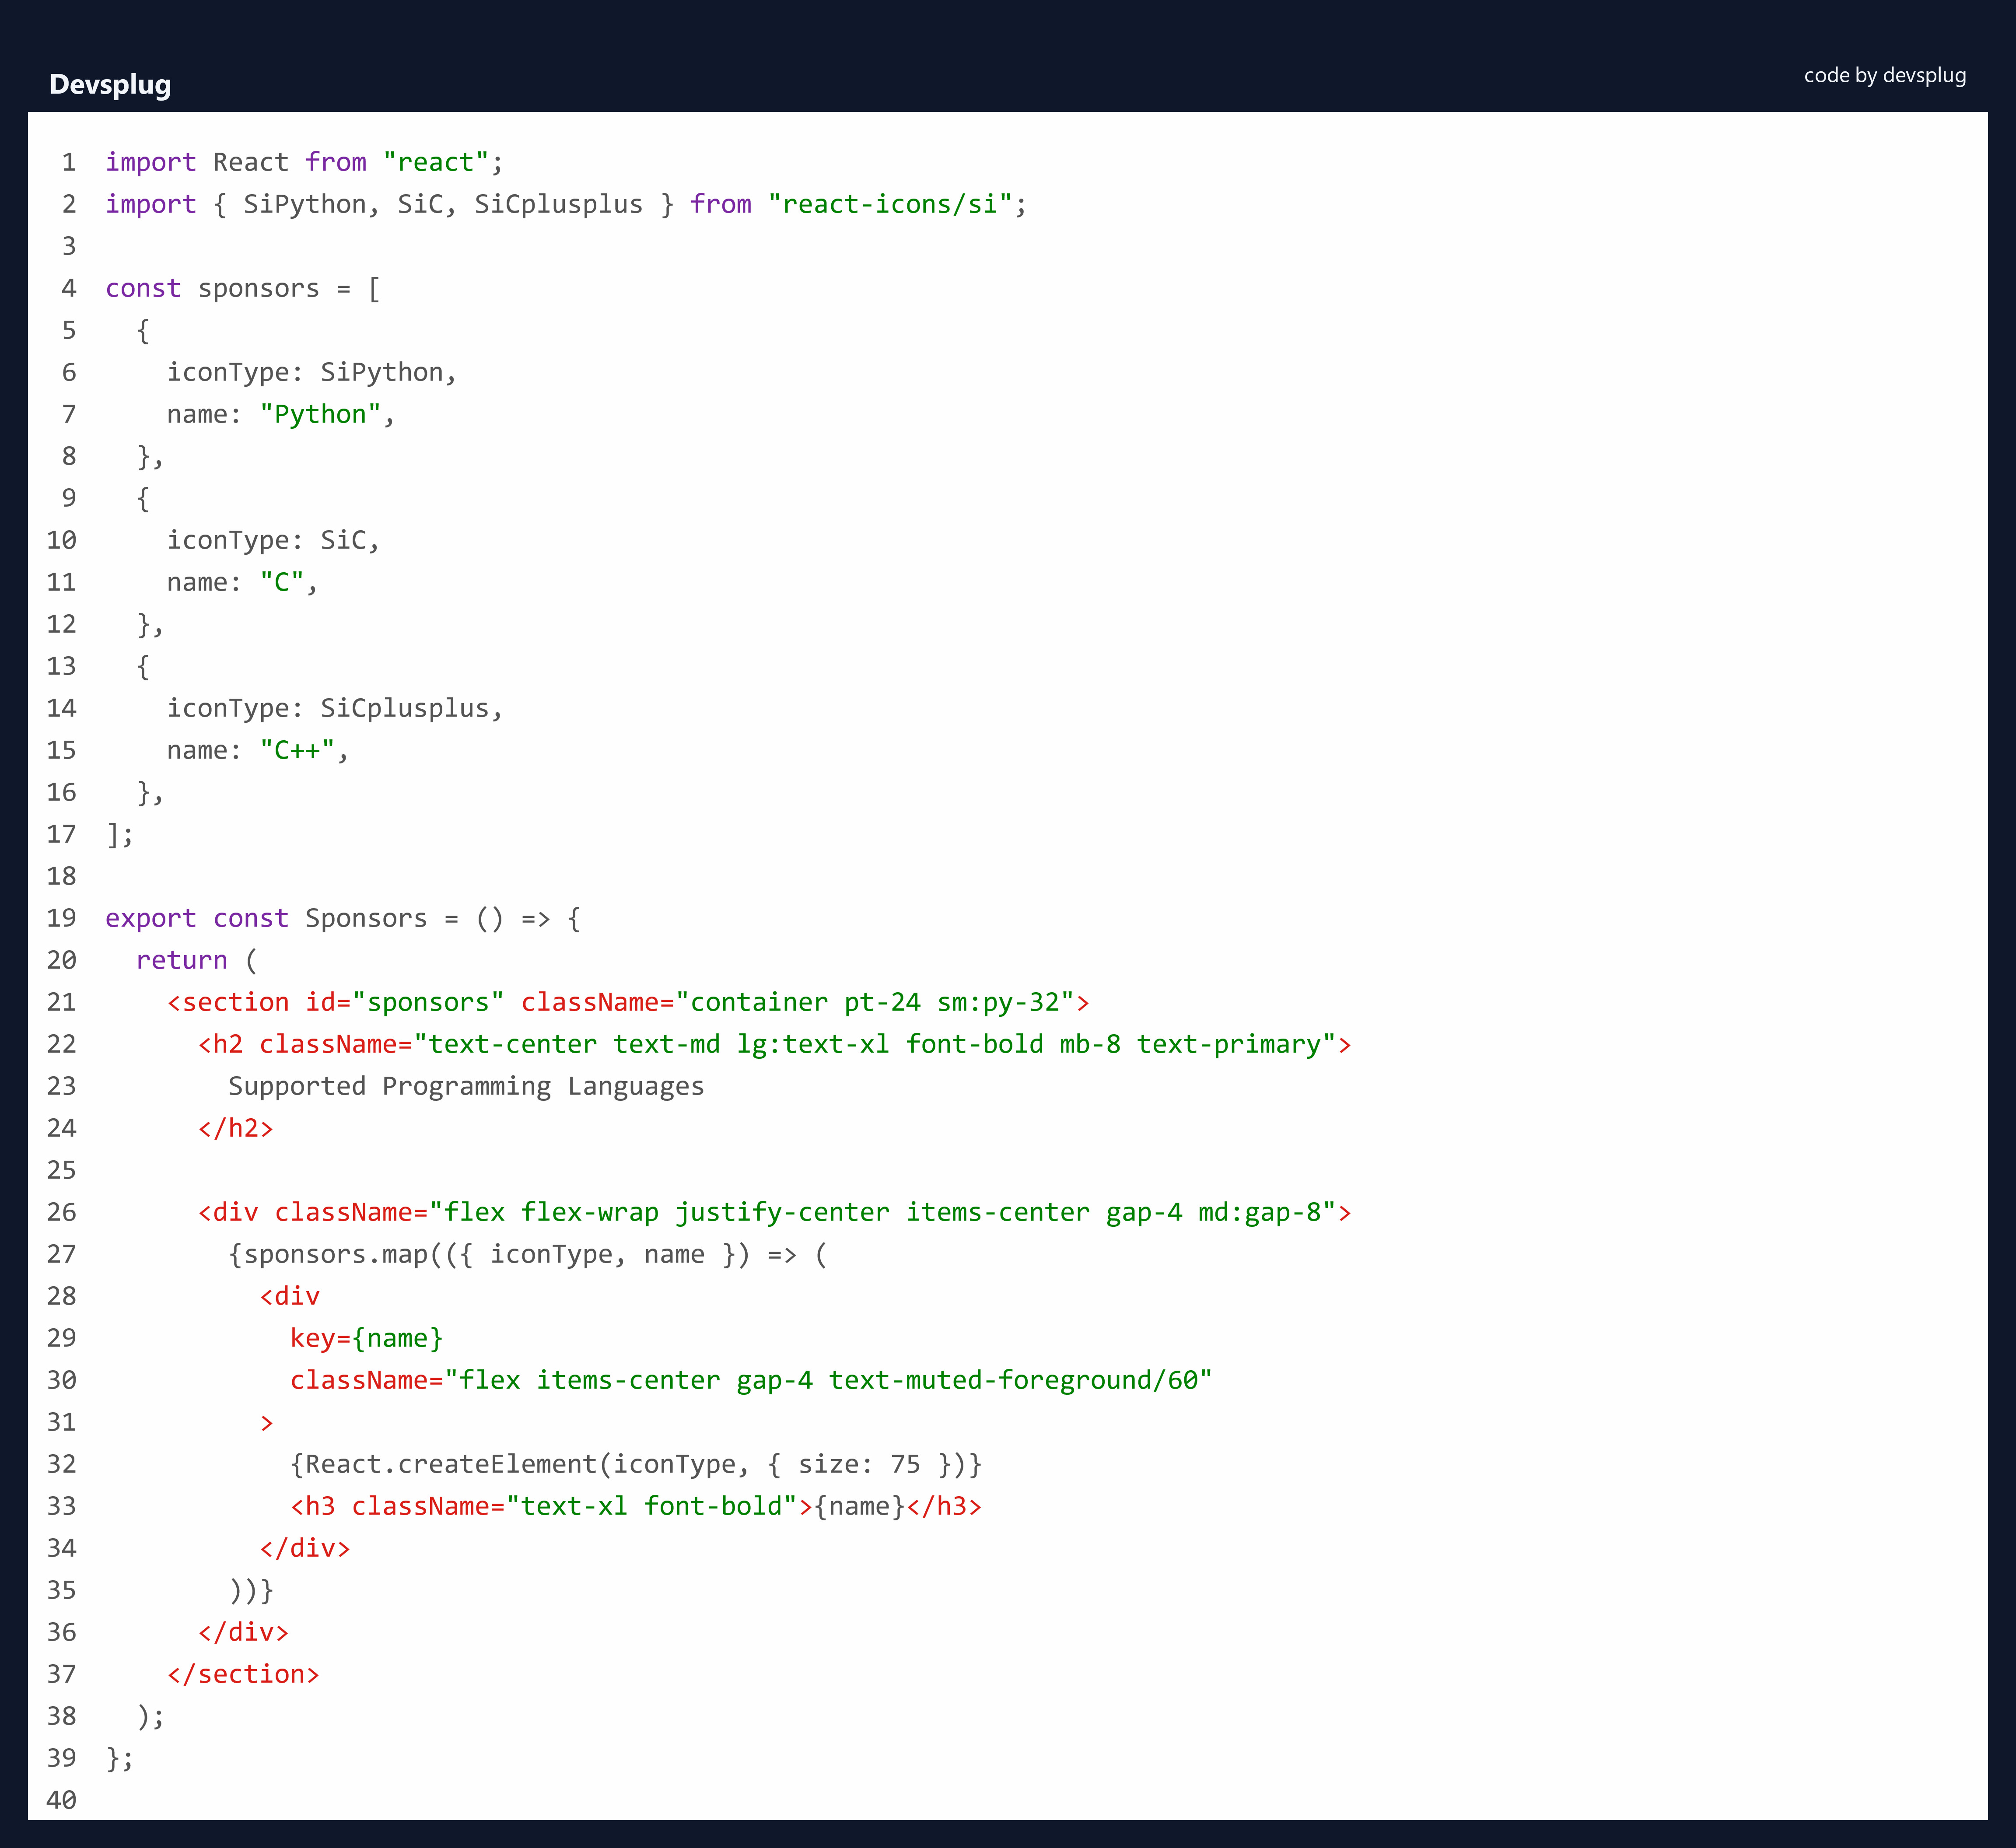 Devsplug
code by devsplug
1 import React from "react";
2 import { SiPython, SiC, SiCplusplus } from "react-icons/si";
3
4 const sponsors = [
5   {
6     iconType: SiPython,
7     name: "Python",
8   },
9   {
10     iconType: SiC,
11     name: "C",
12   },
13   {
14     iconType: SiCplusplus,
15     name: "C++",
16   },
17 ];
18
19 export const Sponsors = () => {
20   return (
21     <section id="sponsors" className="container pt-24 sm:py-32">
22       <h2 className="text-center text-md lg:text-xl font-bold mb-8 text-primary">
23         Supported Programming Languages
24       </h2>
25
26       <div className="flex flex-wrap justify-center items-center gap-4 md:gap-8">
27         {sponsors.map(({ iconType, name }) => (
28           <div
29             key={name}
30             className="flex items-center gap-4 text-muted-foreground/60"
31           >
32             {React.createElement(iconType, { size: 75 })}
33             <h3 className="text-xl font-bold">{name}</h3>
34           </div>
35         ))}
36       </div>
37     </section>
38   );
39 };
40